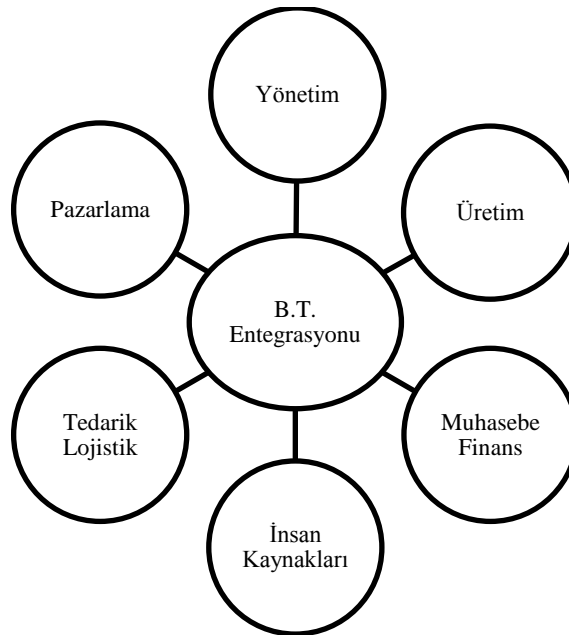 Yönetim
Pazarlama
Üretim
B.T.
Entegrasyonu
Tedarik
Lojistik
Muhasebe
Finans
İnsan
Kaynakları